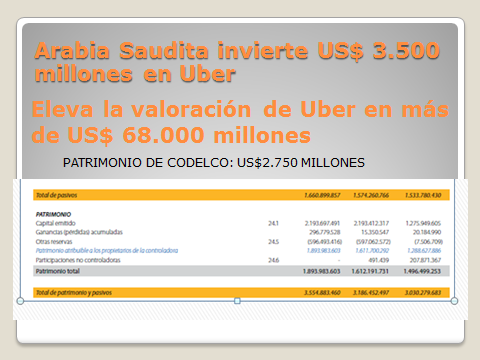 Arabia Saudita invierte US$ 3.500
millones en Uber
Eleva la valoración de Uber en más
de US$ 68.000 millones
PATRIMONIO DE CODELCO: US$2.750 MILLONES
Total de pasivos 1.660.899.857 1.574.260.766 1.533.780.430
PATRIMONIO
Capital emitido 24.1 2.193.697.491 2.193.412.317 1.275.949.605
Ganancias (pérdidas) acumuladas 296.779.528 15.350.547 20.184.990
Otras reservas 24.5 (596.493.416) (597.062.572) (7.506.709)
Patrimonio atribuible a los propietarios de la controladora 1.893.983.603 1.611.700.292 1.288.627.886
Participaciones no controladoras 24.6 - 491.439 207.871.367
Patrimonio total 1.893.983.603 1.612.191.731 1.496.499.253
Total de patrimonio y pasivos 3.554.883.460 3.186.452.497 3.030.279.683